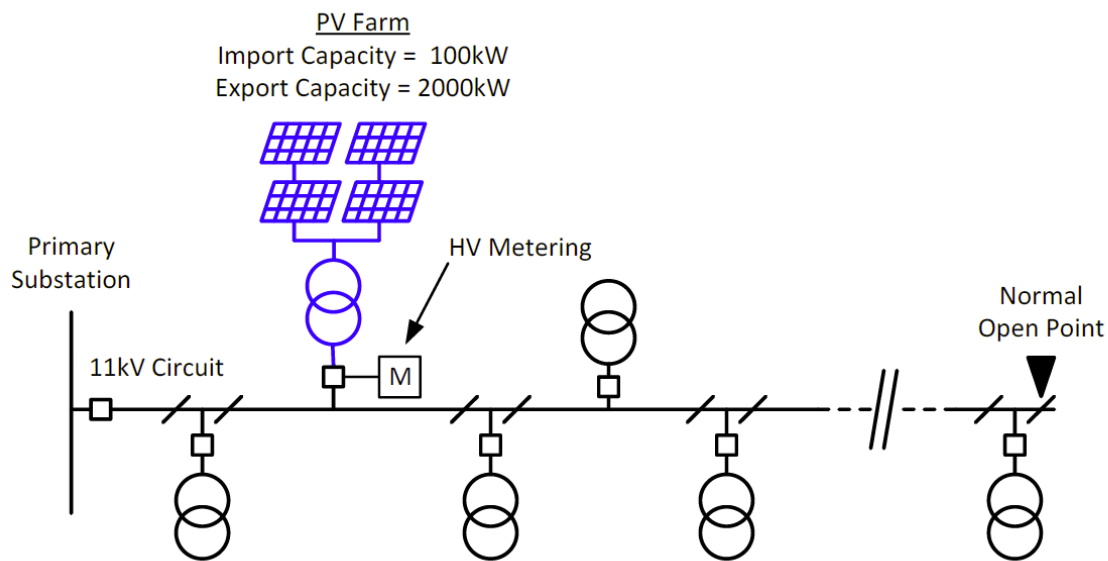 PV Farm
Import Capacity = 100kW
Export Capacity = 2000kW
Primary
Substation
HV Metering
Normal
Open Point
11kV Circuit
M